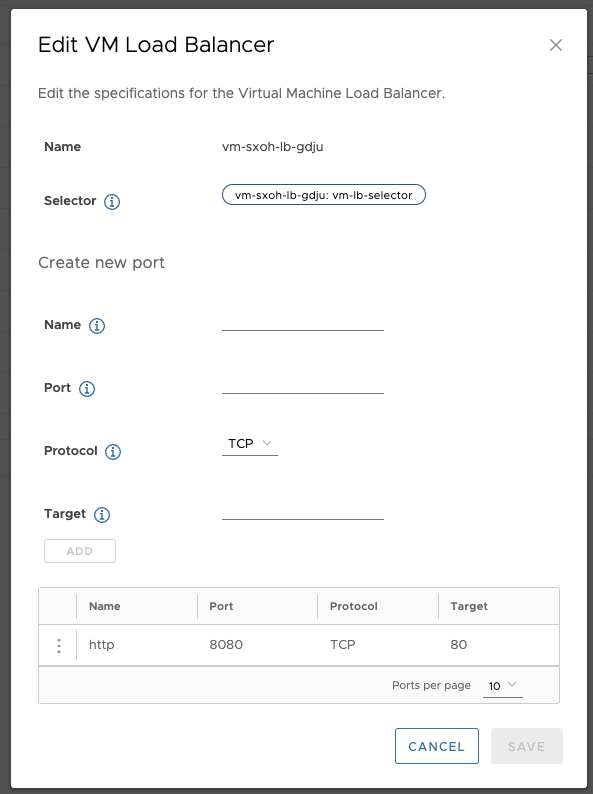 Edit VM Load Balancer
Edit the specifications for the Virtual Machine Load Balancer.
Name vm-sxoh-lb-gdju
Selector vm-sxoh-lb-gdju: vm-lb-selector
Create new port
Name
Port
Protocol TCP
Target
ADD
Name Port Protocol Target
http 8080 TCP 80
Ports per page 10
CANCEL SAVE